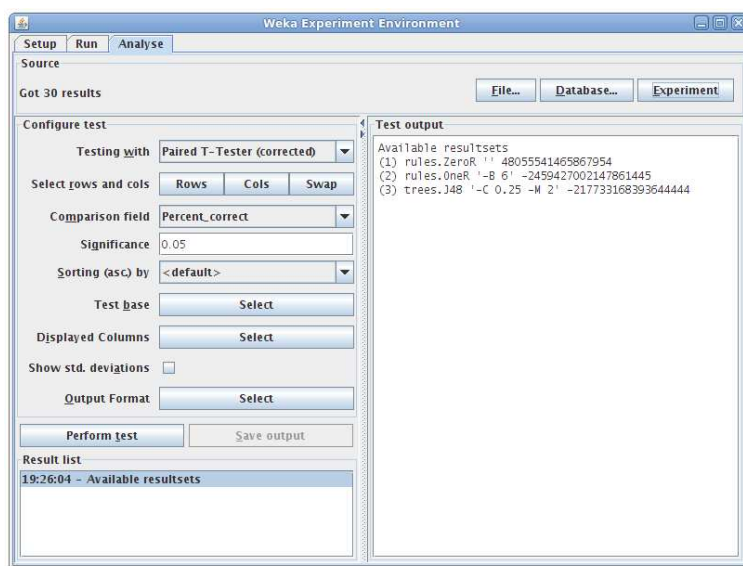 Weka Experiment Environment
Setup Run Analyse
Source
Got 30 results
File... Database... Experiment
Configure test
Testing with Paired T-Tester (corrected)
Select rows and cols Rows Cols Swap
Comparison field Percent_correct
Significance 0.05
Sorting (asc.) by <default>
Test base Select
Displayed Columns Select
Show std. deviations
Output Format Select
Perform test Save output
Result list
19:26:04 - Available resultsets
Test output
Available resultsets
(1) rules.ZeroR '' 48055541465867954
(2) rules.OneR '-B 6' -2459427002147861445
(3) trees.J48 '-C 0.25 -M 2' -217733168393644444